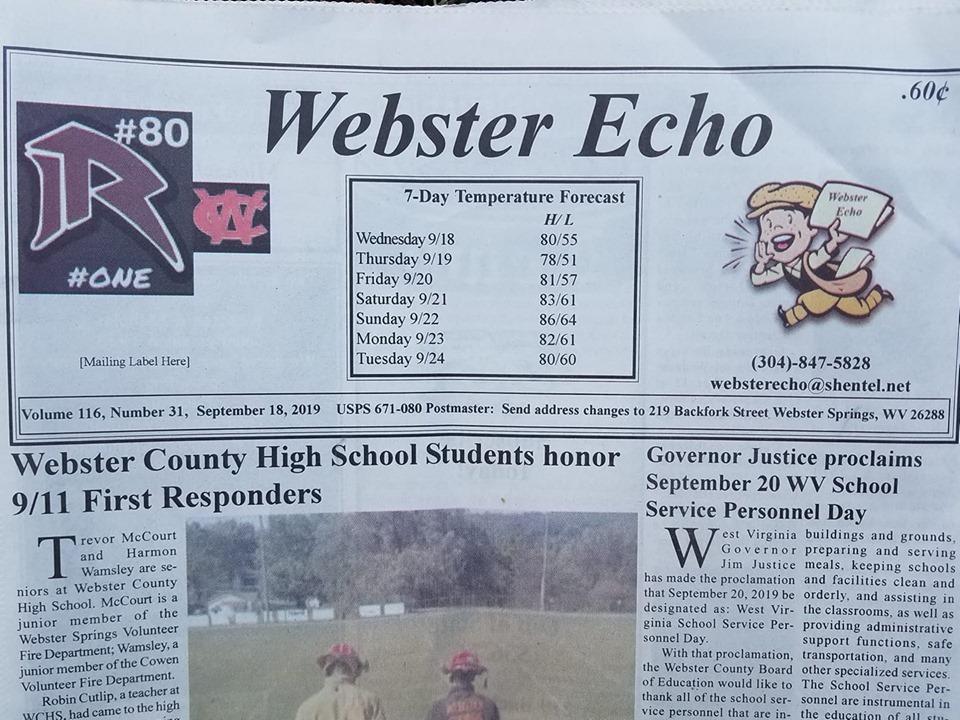 .60¢
Webster Echo
#80
R
#ONE
WC
[Mailing Label Here]
7-Day Temperature Forecast
H/ L
Wednesday 9/18 80/55
Thursday 9/19 78/51
Friday 9/20 81/57
Saturday 9/21 83/61
Sunday 9/22 86/64
Monday 9/23 82/61
Tuesday 9/24 80/60
Webster
Echo
(304)-847-5828
websterecho@shentel.net
Volume 116, Number 31, September 18, 2019 USPS 671-080 Postmaster: Send address changes to 219 Backfork Street Webster Springs, WV 26288
Webster County High School Students honor
9/11 First Responders
Trevor McCourt
and Harmon
Wamsley are se-
niors at Webster County
High School. McCourt is a
junior member of the
Webster Springs Volunteer
Fire Department; Wamsley, a
junior member of the Cowen
Volunteer Fire Department.
Robin Cutlip, a teacher at
WCHS, had came to the high
Governor Justice proclaims
September 20 WV School
Service Personnel Day
West Virginia
Governor
Jim Justice
has made the proclamation
that September 20, 2019 be
designated as: West Vir-
ginia School Service Per-
sonnel Day.
With that proclamation,
the Webster County Board
of Education would like to
thank all of the school ser-
vice personnel that are in-
buildings and grounds,
preparing and serving
meals, keeping schools
and facilities clean and
orderly, and assisting in
the classrooms, as well as
providing administrative
support functions, safe
transportation, and many
other specialized services.
The School Service Per-
sonnel are instrumental in
the education of all stu-